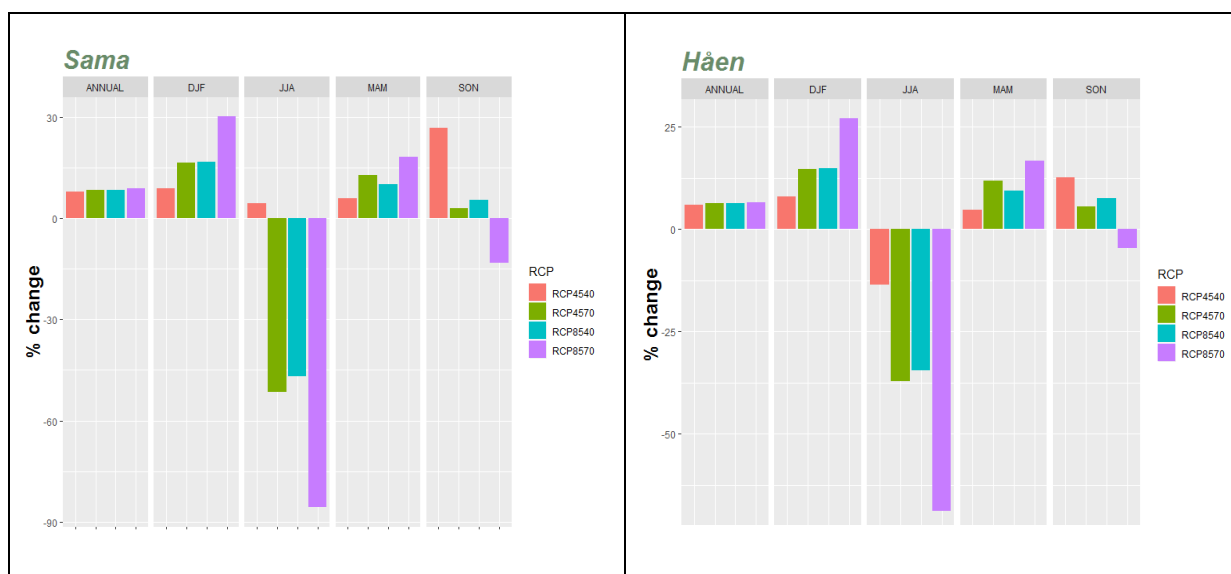 Sama
ANNUAL DJF JJA MAM SON
30
0
-30
-60
-90
% change
RCP
RCP4540
RCP4570
RCP8540
RCP8570
Håen
ANNUAL DJF JJA MAM SON
25
0
-25
-50
% change
RCP
RCP4540
RCP4570
RCP8540
RCP8570